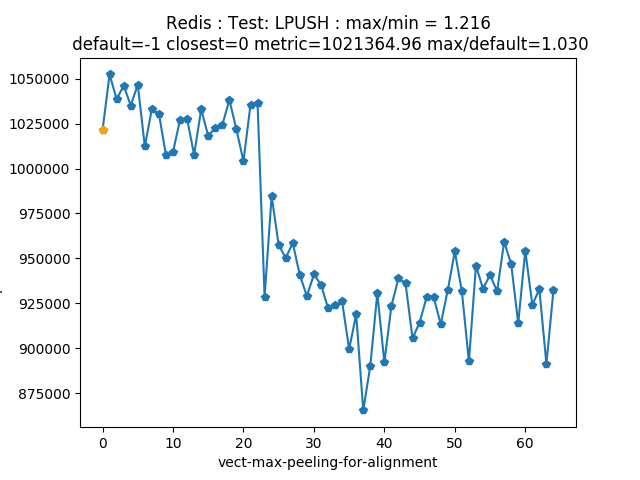 Redis : Test: LPUSH : max/min = 1.216
default=-1 closest=0 metric=1021364.96 max/default=1.030
1050000
1025000
1000000
975000
950000
925000
900000
875000
0 10 20 30 40 50 60
vect-max-peeling-for-alignment